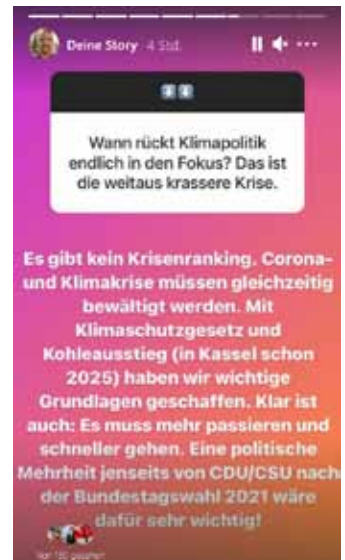 Deine Story 4 Std.
Wann rückt Klimapolitik
endlich in den Fokus? Das ist
die weitaus krassere Krise.
Es gibt kein Krisenranking. Corona-
und Klimakrise müssen gleichzeitig
bewältigt werden. Mit
Klimaschutzgesetz und
Kohleausstieg (in Kassel schon
2025) haben wir wichtige
Grundlagen geschaffen. Klar ist
auch: Es muss mehr passieren und
schneller gehen. Eine politische
Mehrheit jenseits von CDU/CSU nach
der Bundestagswahl 2021 wäre
dafür sehr wichtig!
Von 150 gesehen